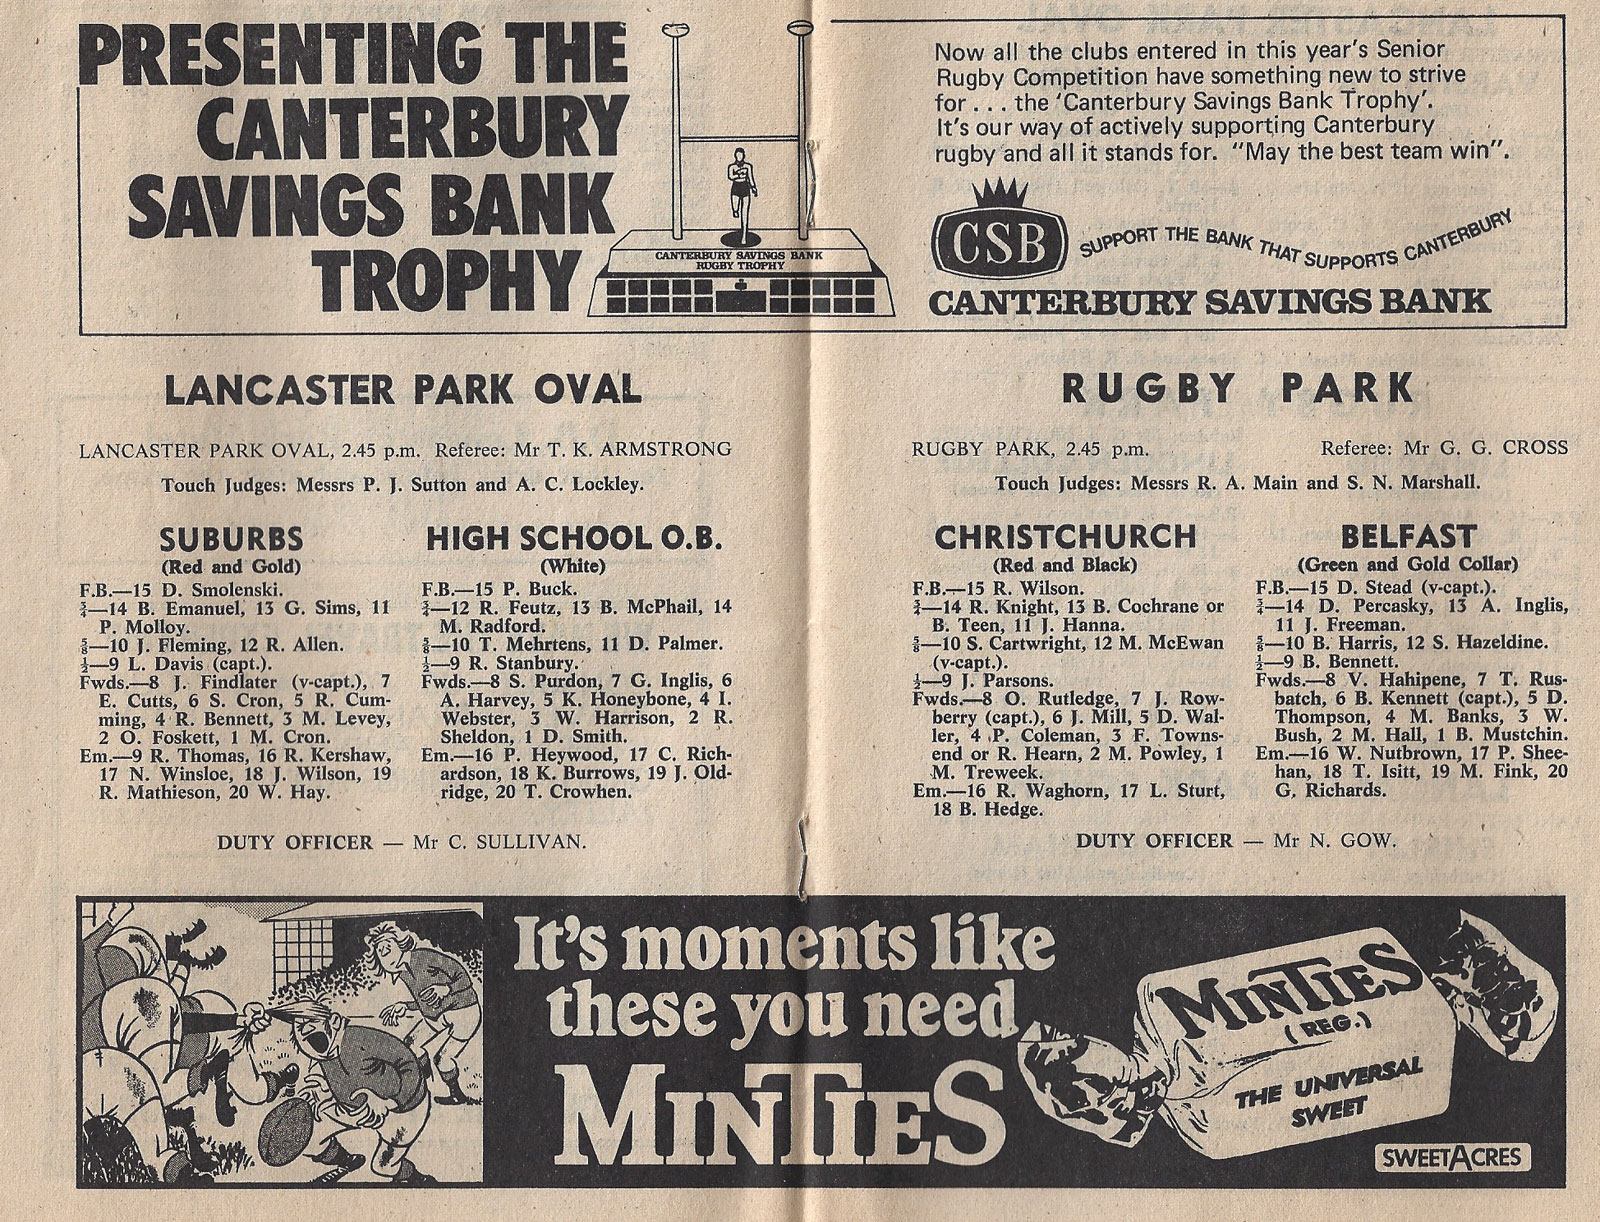 PRESENTING THE
CANTERBURY
SAVINGS BANK
TROPHY
CANTERBURY SAVINGS BANK
RUGBY TROPHY
Now all the clubs entered in this year's Senior
Rugby Competition have something new to strive
for . . . the 'Canterbury Savings Bank Trophy'.
It's our way of actively supporting Canterbury
rugby and all it stands for. "May the best team win".
CSB
SUPPORT THE BANK THAT SUPPORTS CANTERBURY
CANTERBURY SAVINGS BANK
LANCASTER PARK OVAL
LANCASTER PARK OVAL, 2.45 p.m. Referee: Mr T. K. ARMSTRONG
Touch Judges: Messrs P. J. Sutton and A. C. Lockley.
SUBURBS
(Red and Gold)
F.B.—15 D. Smolenski.
¾—14 B. Emanuel, 13 G. Sims, 11
P. Molloy.
⅝—10 J. Fleming, 12 R. Allen.
½—9 L. Davis (capt.).
Fwds.—8 J. Findlater (v-capt.), 7
E. Cutts, 6 S. Cron, 5 R. Cum-
ming, 4 R. Bennett, 3 M. Levey,
2 O. Foskett, 1 M. Cron.
Em.—9 R. Thomas, 16 R. Kershaw,
17 N. Winsloe, 18 J. Wilson, 19
R. Mathieson, 20 W. Hay.
HIGH SCHOOL O.B.
(White)
F.B.—15 P. Buck.
¾—12 R. Feutz, 13 B. McPhail, 14
M. Radford.
⅝—10 T. Mehrtens, 11 D. Palmer.
½—9 R. Stanbury.
Fwds.—8 S. Purdon, 7 G. Inglis, 6
A. Harvey, 5 K. Honeybone, 4 I.
Webster, 3 W. Harrison, 2 R.
Sheldon, 1 D. Smith.
Em.—16 P. Heywood, 17 C. Rich-
ardson, 18 K. Burrows, 19 J. Old-
ridge, 20 T. Crowhen.
DUTY OFFICER — Mr C. SULLIVAN.
RUGBY PARK
RUGBY PARK, 2.45 p.m. Referee: Mr G. G. CROSS
Touch Judges: Messrs R. A. Main and S. N. Marshall.
CHRISTCHURCH
(Red and Black)
F.B.—15 R. Wilson.
¾—14 R. Knight, 13 B. Cochrane or
B. Teen, 11 J. Hanna.
⅝—10 S. Cartwright, 12 M. McEwan
(v-capt.).
½—9 J. Parsons.
Fwds.—8 O. Rutledge, 7 J. Row-
berry (capt.), 6 J. Mill, 5 D. Wal-
ler, 4 P. Coleman, 3 F. Towns-
end or R. Hearn, 2 M. Powley, 1
M. Treweek.
Em.—16 R. Waghorn, 17 L. Sturt,
18 B. Hedge.
BELFAST
(Green and Gold Collar)
F.B.—15 D. Stead (v-capt.).
¾—14 D. Percasky, 13 A. Inglis,
11 J. Freeman.
⅝—10 B. Harris, 12 S. Hazeldine.
½—9 B. Bennett.
Fwds.—8 V. Hahipene, 7 T. Rus-
batch, 6 B. Kennett (capt.), 5 D.
Thompson, 4 M. Banks, 3 W.
Bush, 2 M. Hall, 1 B. Mustchin.
Em.—16 W. Nutbrown, 17 P. Shee-
han, 18 T. Isitt, 19 M. Fink, 20
G. Richards.
DUTY OFFICER — Mr N. GOW.
It's moments like
these you need
MINTIES
MINTIES
(REG.)
THE UNIVERSAL
SWEET
SWEETACRES